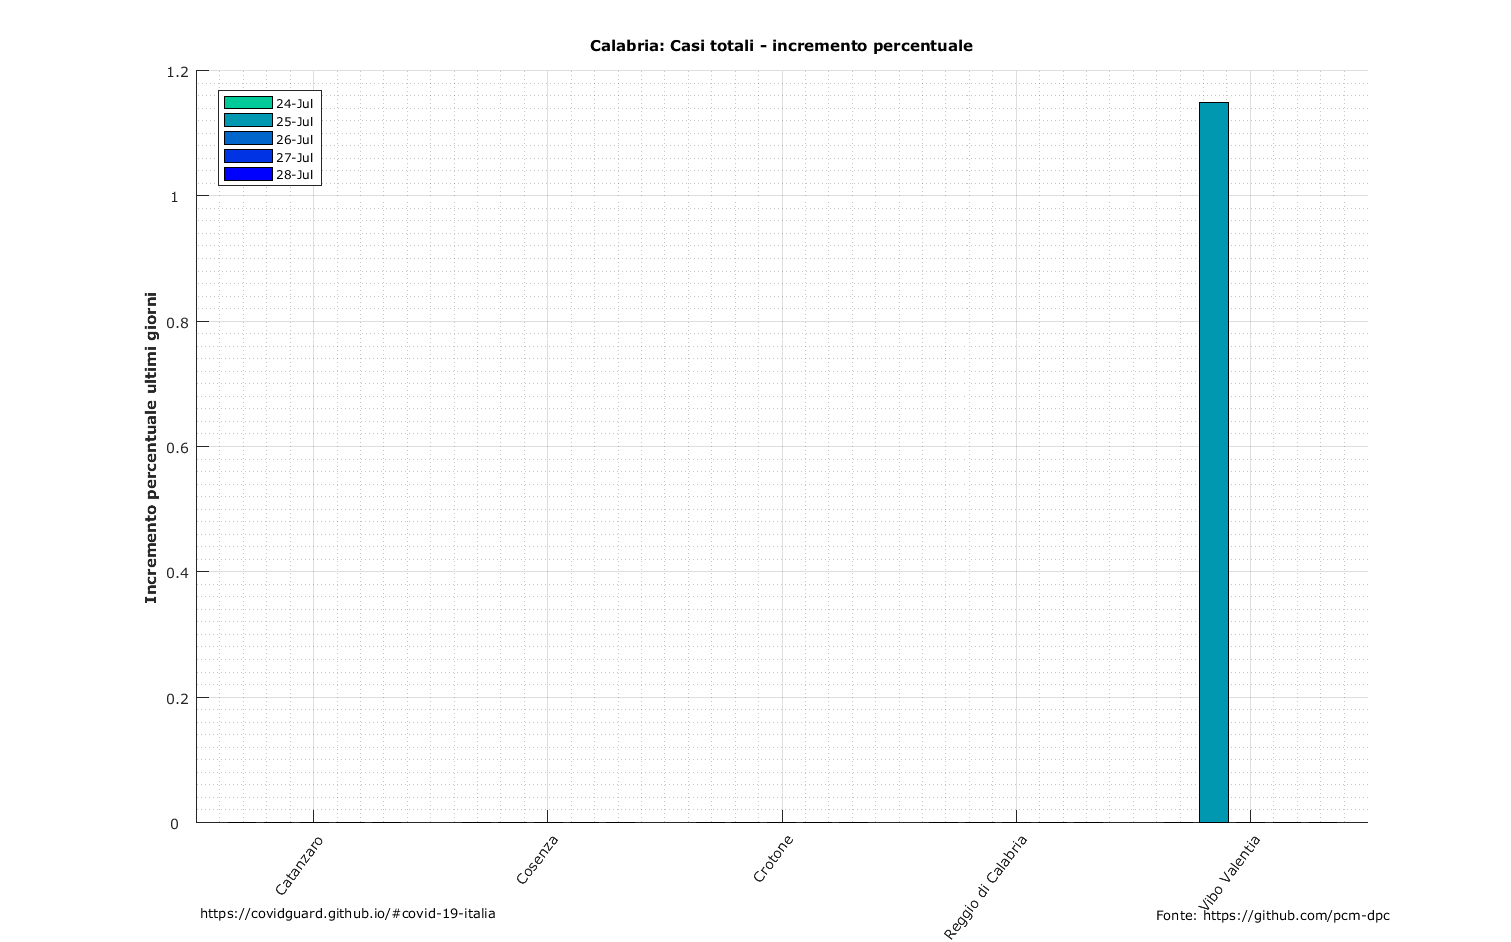 Calabria: Casi totali - incremento percentuale
1.2
24-Jul
25-Jul
26-Jul
27-Jul
28-Jul
1
0.8
0.6
0.4
0.2
0
Incremento percentuale ultimi giorni
Catanzaro
Cosenza
Crotone
Reggio di Calabria
Vibo Valentia
https://covidguard.github.io/#covid-19-italia
Fonte: https://github.com/pcm-dpc